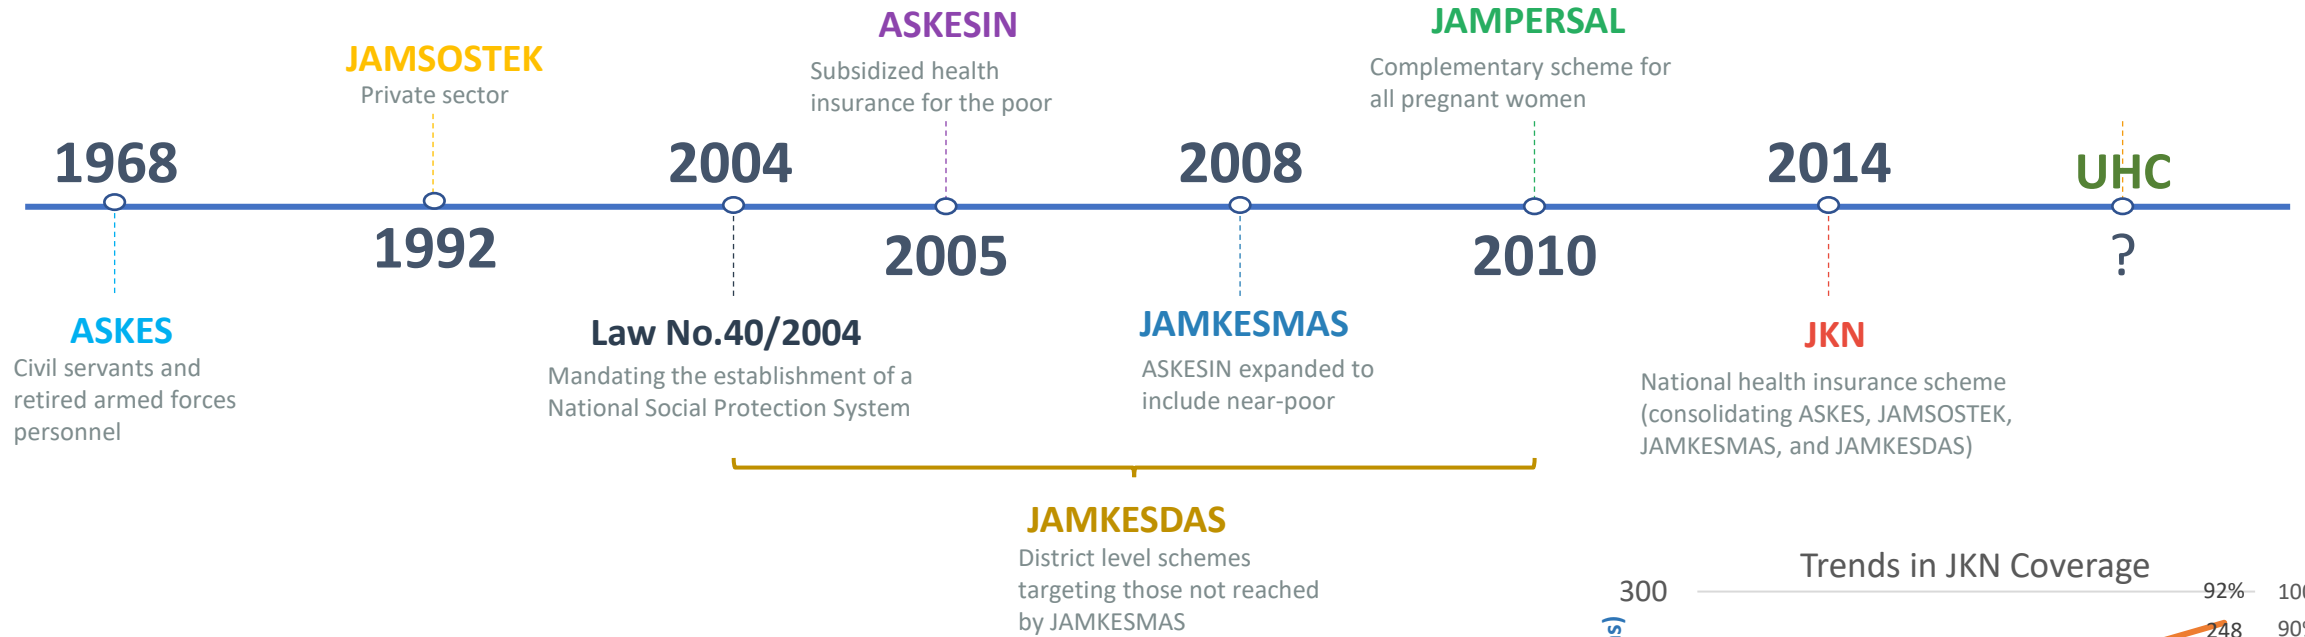 ASKESIN
Subsidized health
insurance for the poor
JAMPERSAL
Complementary scheme for
all pregnant women
JAMSOSTEK
Private sector
1968
2004
2008
2014
UHC
1992
2005
2010
?
ASKES
Civil servants and
retired armed forces
personnel
Law No.40/2004
Mandating the establishment of a
National Social Protection System
JAMKESMAS
ASKESIN expanded to
include near-poor
JKN
National health insurance scheme
(consolidating ASKES, JAMSOSTEK,
JAMKESMAS, and JAMKESDAS)
JAMKESDAS
District level schemes
targeting those not reached
by JAMKESMAS
Trends in JKN Coverage
300
92%
248